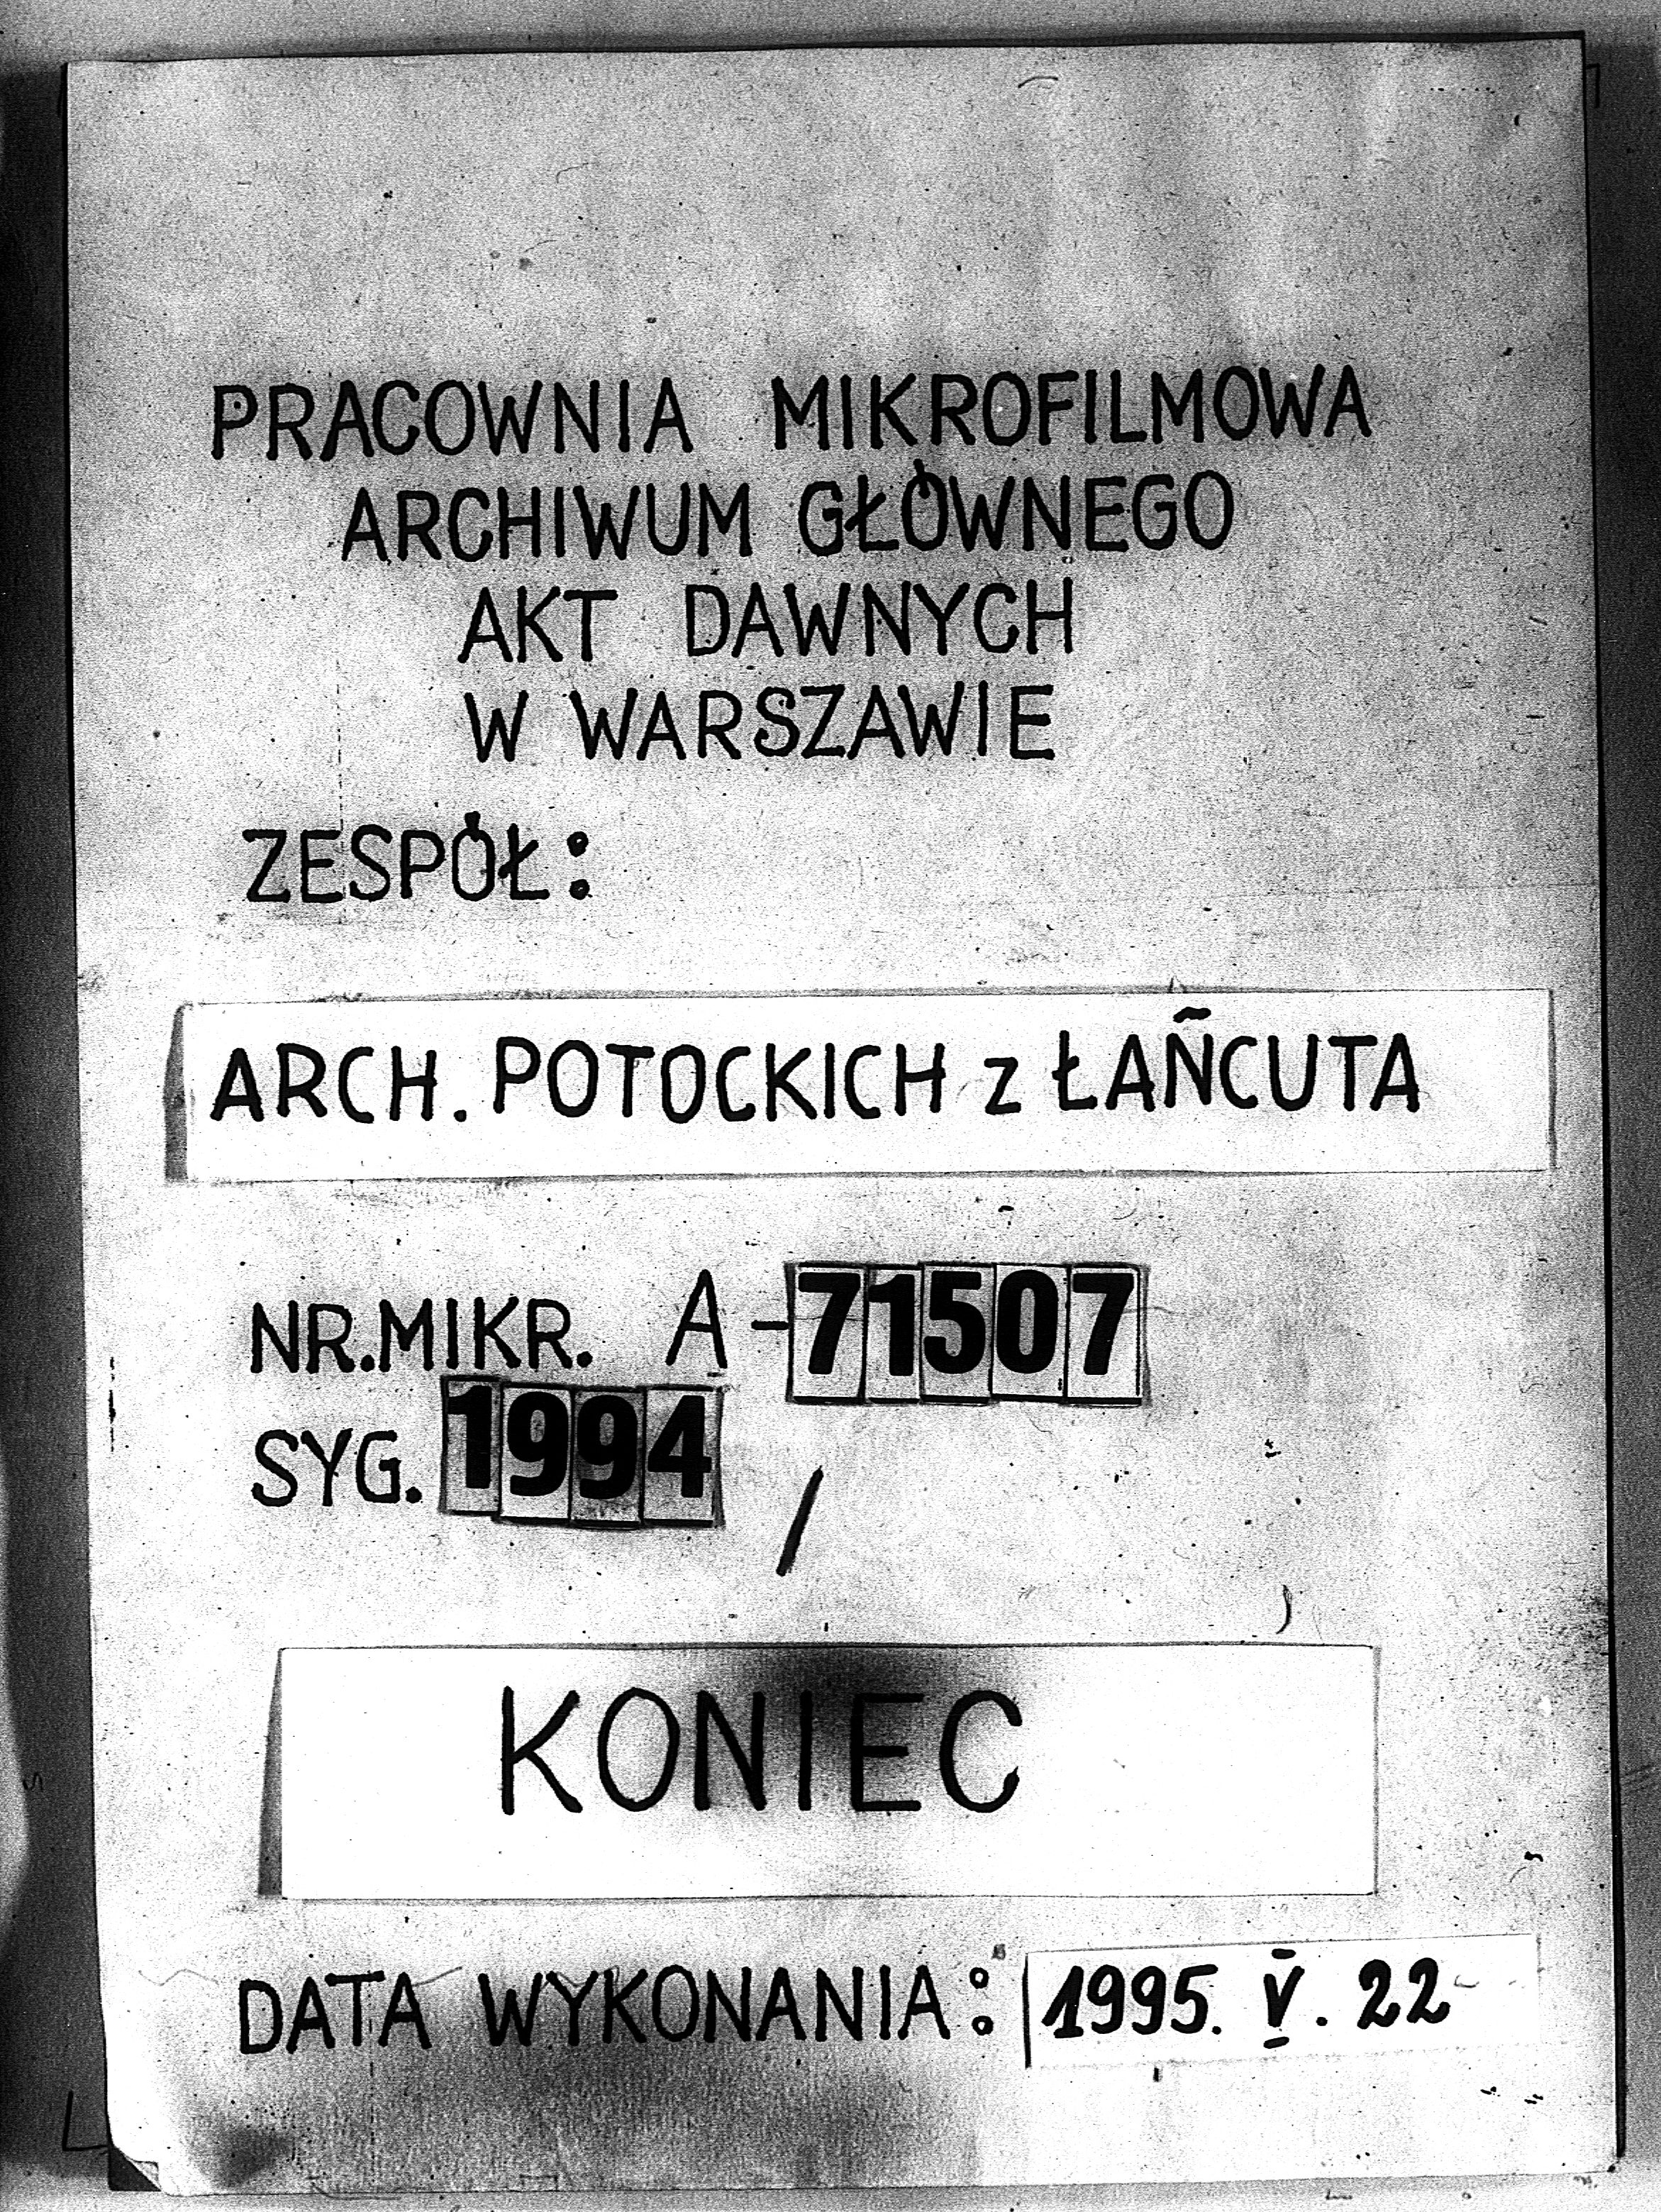 PRACOWNIA MIKROFILMOWA
ARCHIWUM GŁÓWNEGO
AKT DAWNYCH
W WARSZAWIE
ZESPÓŁ:
ARCH. POTOCKICH z ŁAŃCUTA
NR.MIKR. A-71507
SYG. 1994 /
KONIEC
DATA WYKONANIA: 1995. V. 22